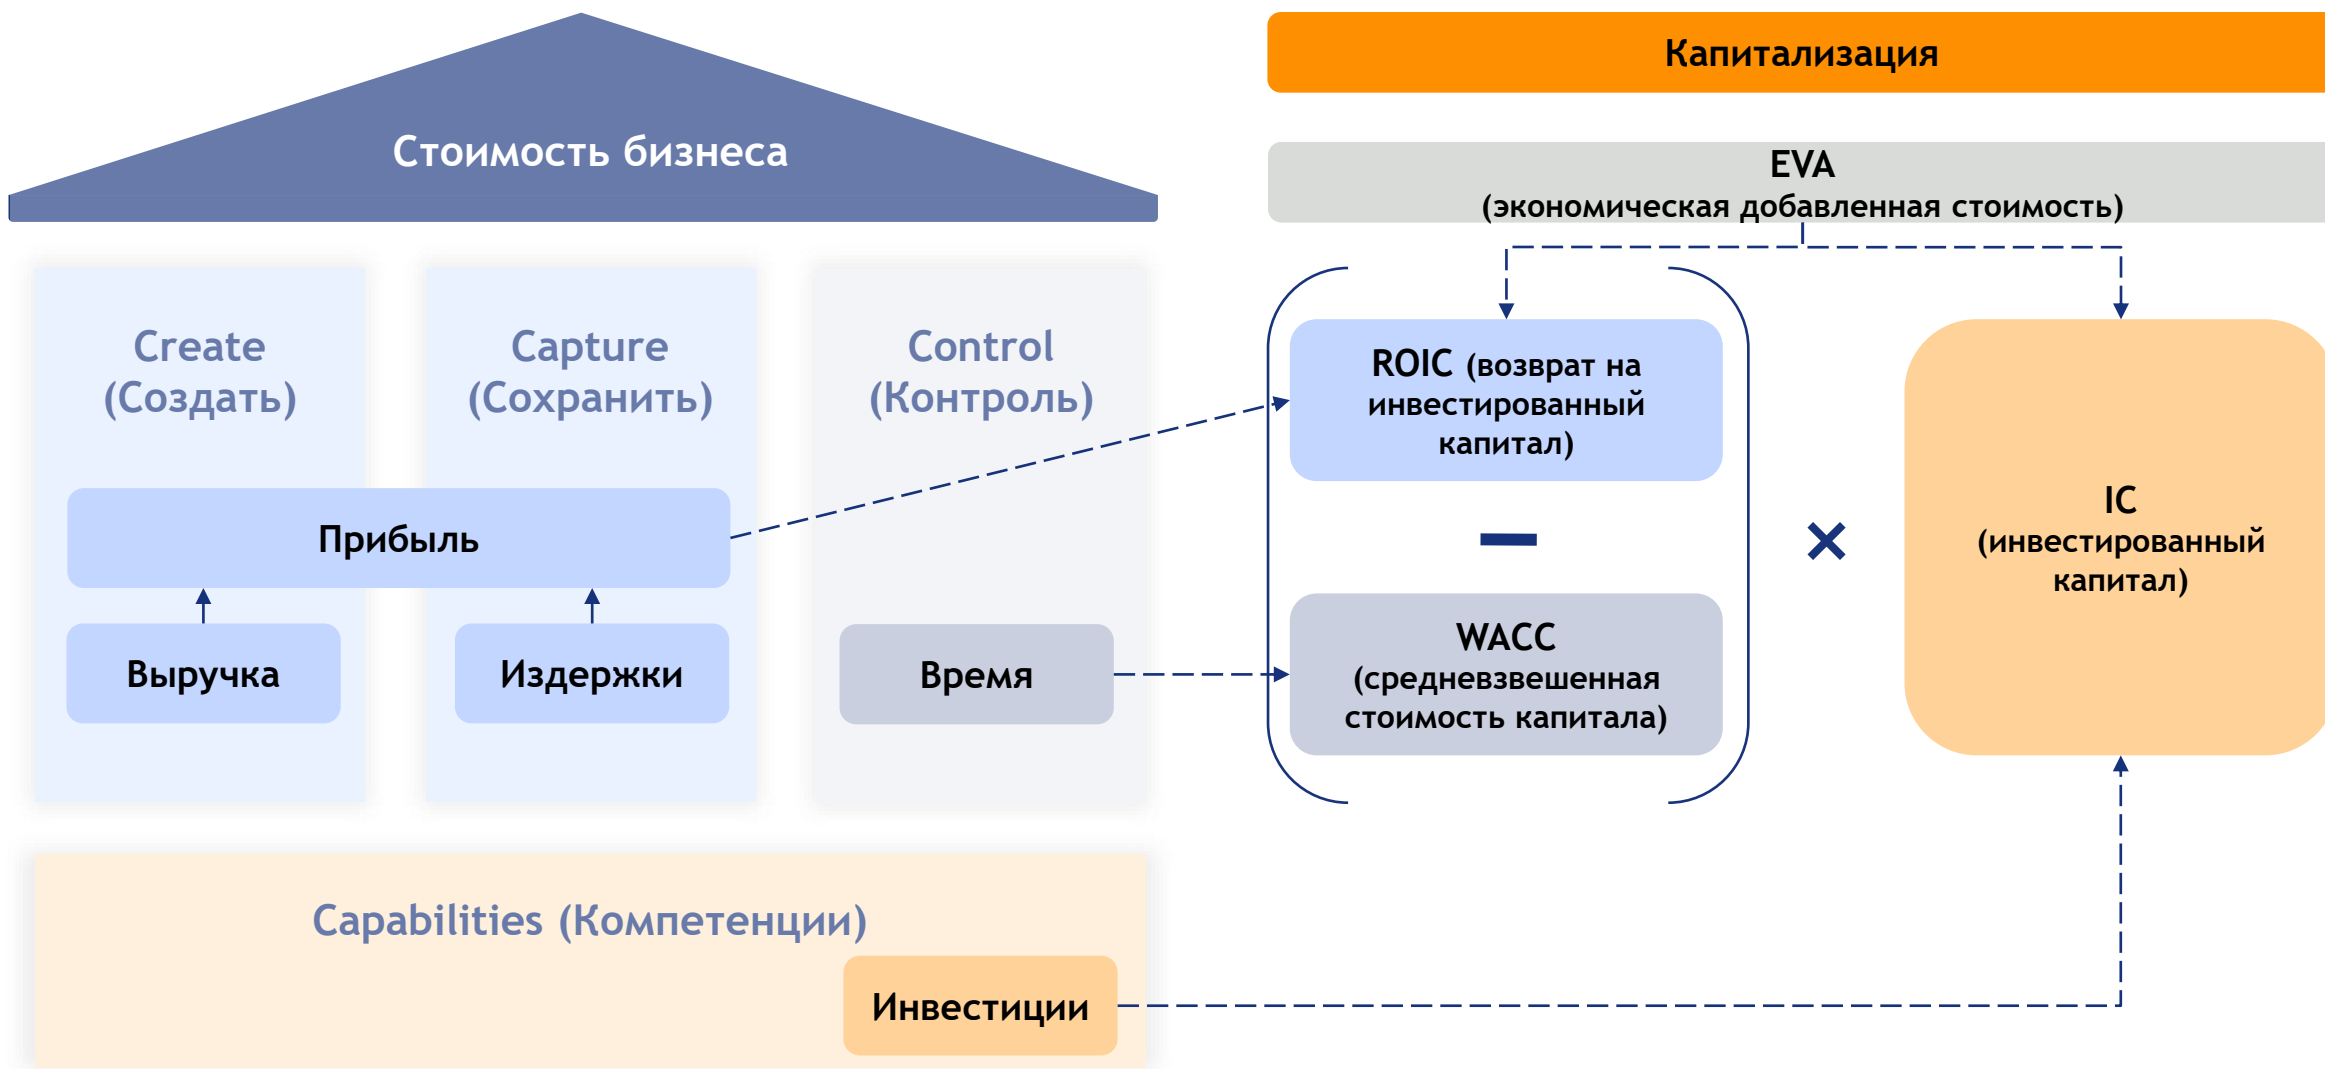 Стоимость бизнеса
Create
(Создать)
Capture
(Сохранить)
Control
(Контроль)
Прибыль
Выручка
Издержки
Время
Capabilities (Компетенции)
Инвестиции
Капитализация
EVA
(экономическая добавленная стоимость)
ROIC (возврат на
инвестированный
капитал)
−
WACC
(средневзвешенная
стоимость капитала)
×
IC
(инвестированный
капитал)